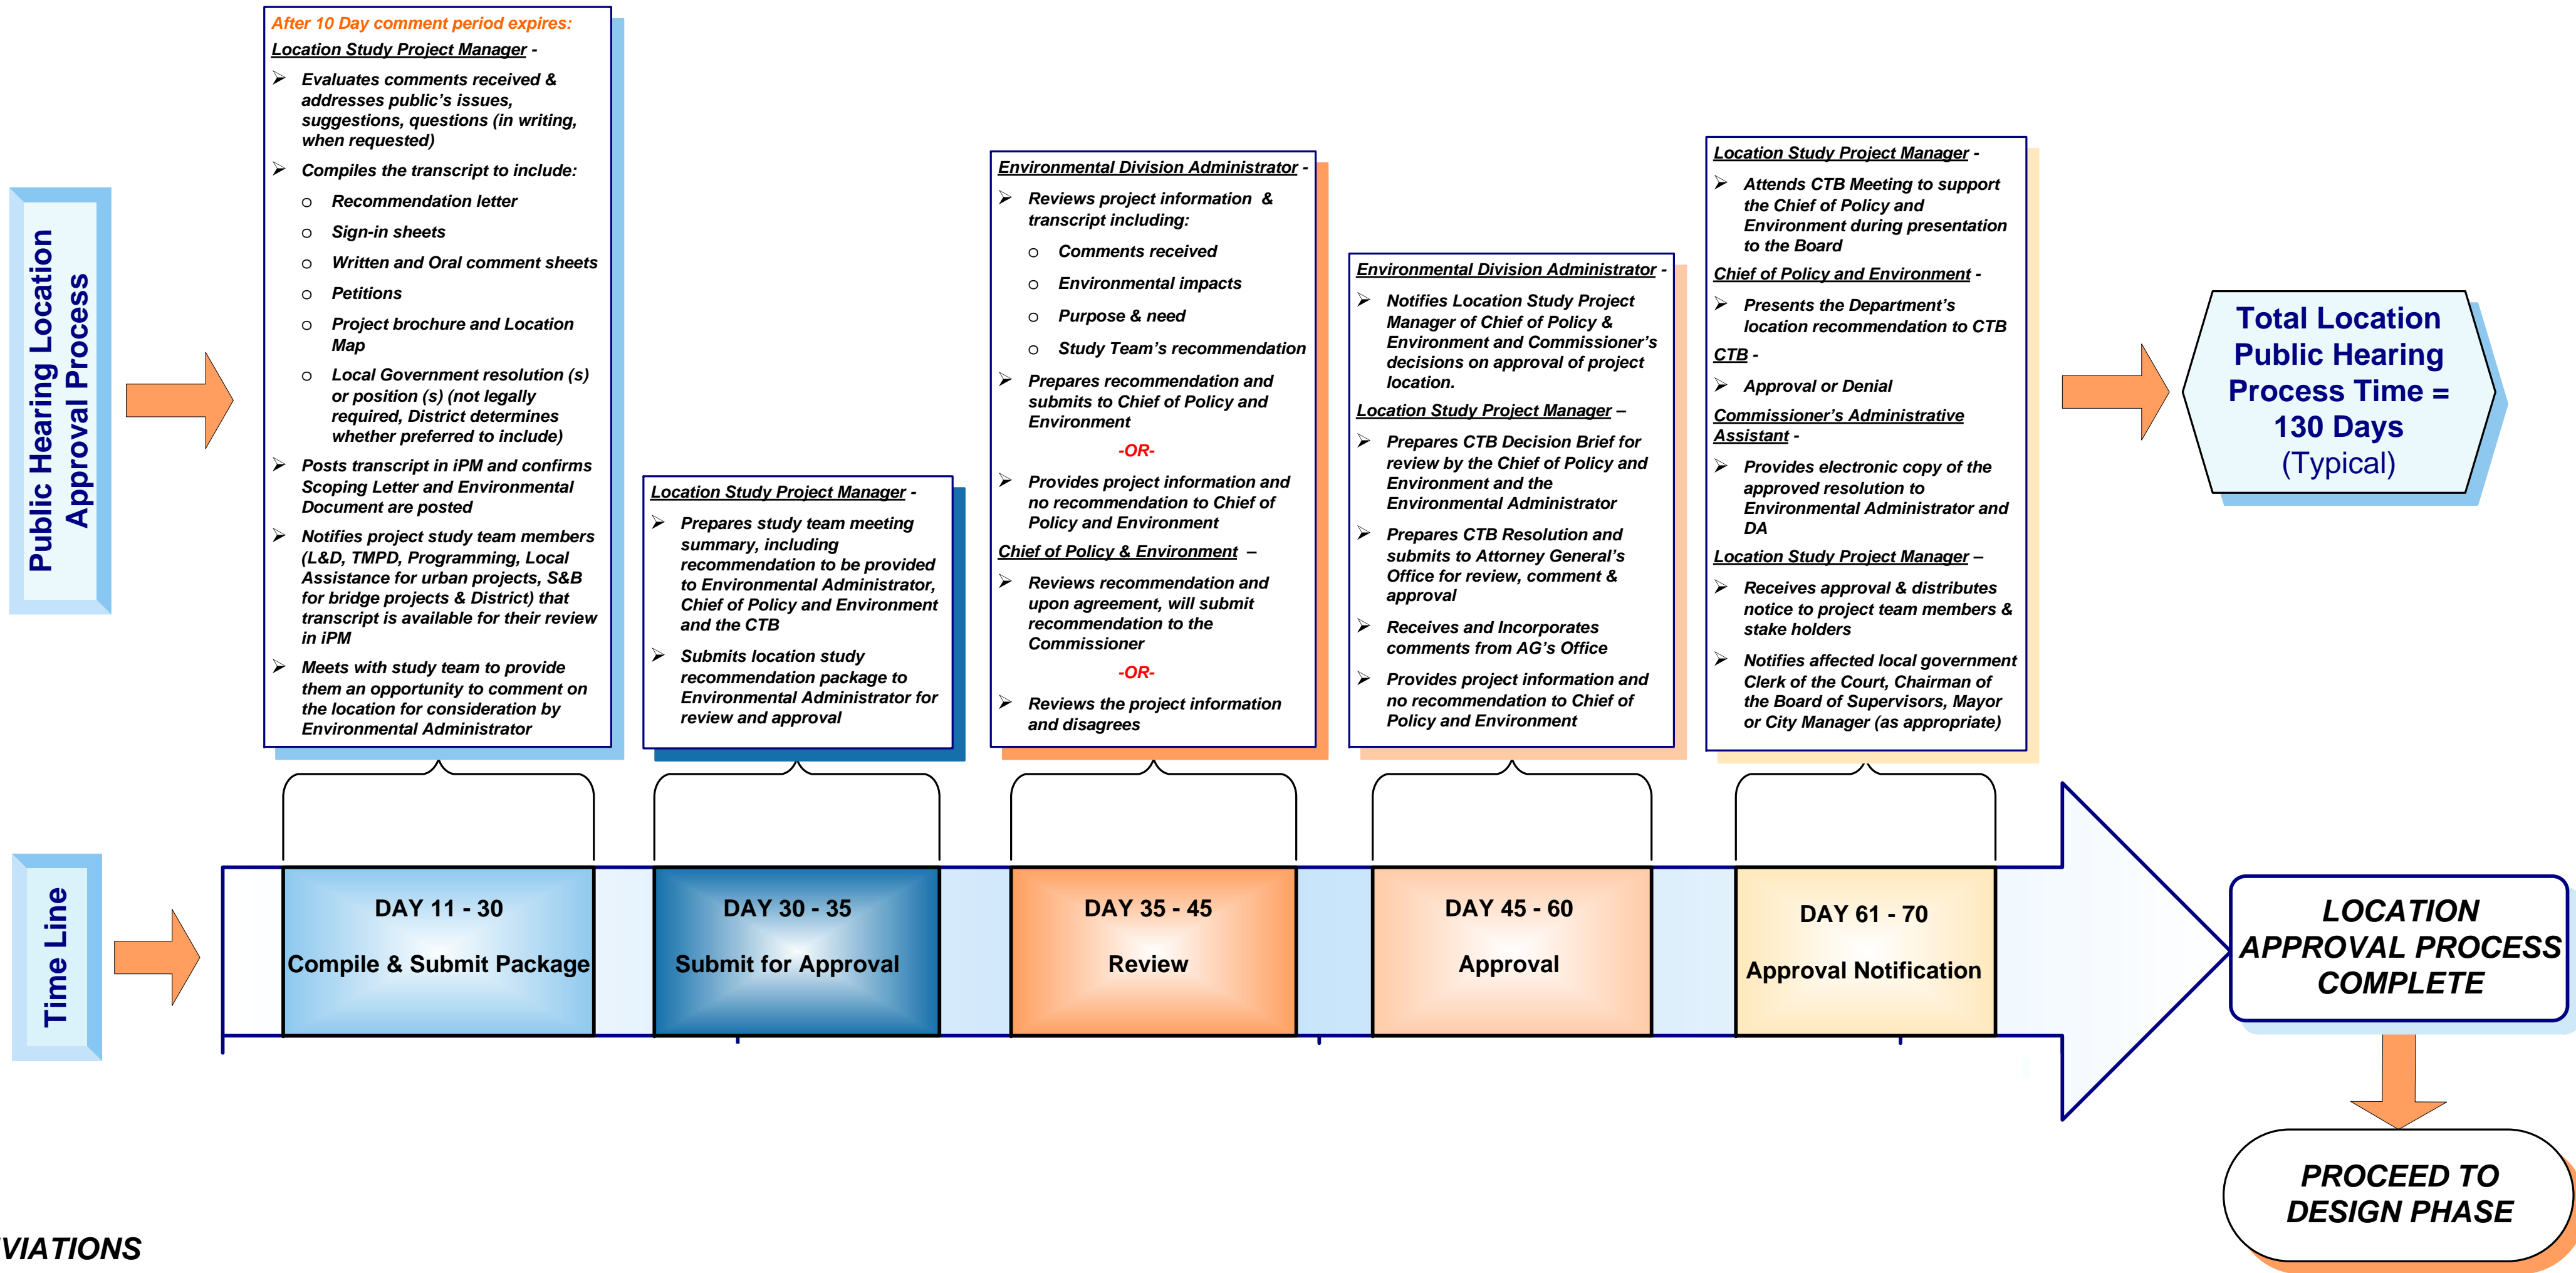 Public Hearing Location
Approval Process
After 10 Day comment period expires:
Location Study Project Manager -
➢ Evaluates comments received &
addresses public's issues,
suggestions, questions (in writing,
when requested)
➢ Compiles the transcript to include:
o Recommendation letter
o Sign-in sheets
o Written and Oral comment sheets
o Petitions
o Project brochure and Location
Map
o Local Government resolution (s)
or position (s) (not legally
required, District determines
whether preferred to include)
➢ Posts transcript in iPM and confirms
Scoping Letter and Environmental
Document are posted
➢ Notifies project study team members
(L&D, TMPD, Programming, Local
Assistance for urban projects, S&B
for bridge projects & District) that
transcript is available for their review
in iPM
➢ Meets with study team to provide
them an opportunity to comment on
the location for consideration by
Environmental Administrator
Location Study Project Manager -
➢ Prepares study team meeting
summary, including
recommendation to be provided
to Environmental Administrator,
Chief of Policy and Environment
and the CTB
➢ Submits location study
recommendation package to
Environmental Administrator for
review and approval
Environmental Division Administrator -
➢ Reviews project information &
transcript including:
o Comments received
o Environmental impacts
o Purpose & need
o Study Team's recommendation
➢ Prepares recommendation and
submits to Chief of Policy and
Environment
-OR-
➢ Provides project information and
no recommendation to Chief of
Policy and Environment
Chief of Policy & Environment –
➢ Reviews recommendation and
upon agreement, will submit
recommendation to the
Commissioner
-OR-
➢ Reviews the project information
and disagrees
Environmental Division Administrator -
➢ Notifies Location Study Project
Manager of Chief of Policy &
Environment and Commissioner's
decisions on approval of project
location.
Location Study Project Manager –
➢ Prepares CTB Decision Brief for
review by the Chief of Policy and
Environment and the
Environmental Administrator
➢ Prepares CTB Resolution and
submits to Attorney General's
Office for review, comment &
approval
➢ Receives and Incorporates
comments from AG's Office
➢ Provides project information and
no recommendation to Chief of
Policy and Environment
Location Study Project Manager -
➢ Attends CTB Meeting to support
the Chief of Policy and
Environment during presentation
to the Board
Chief of Policy and Environment -
➢ Presents the Department's
location recommendation to CTB
CTB -
➢ Approval or Denial
Commissioner's Administrative
Assistant -
➢ Provides electronic copy of the
approved resolution to
Environmental Administrator and
DA
Location Study Project Manager –
➢ Receives approval & distributes
notice to project team members &
stake holders
➢ Notifies affected local government
Clerk of the Court, Chairman of
the Board of Supervisors, Mayor
or City Manager (as appropriate)
Total Location
Public Hearing
Process Time =
130 Days
(Typical)
Time Line
DAY 11 - 30
Compile & Submit Package
DAY 30 - 35
Submit for Approval
DAY 35 - 45
Review
DAY 45 - 60
Approval
DAY 61 - 70
Approval Notification
LOCATION
APPROVAL PROCESS
COMPLETE
PROCEED TO
DESIGN PHASE
VIATIONS